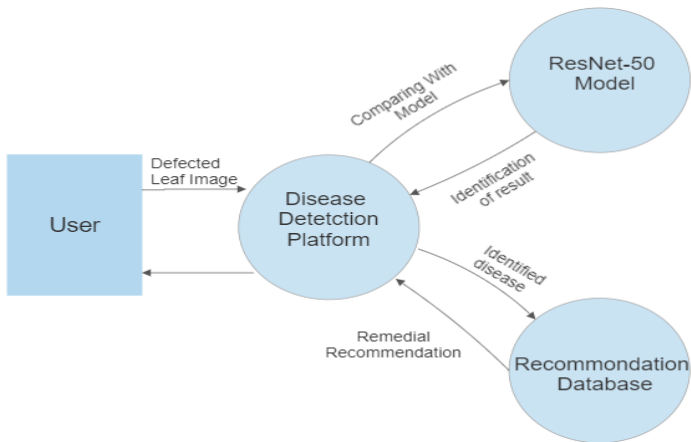 ResNet-50
Model
Comparing With
Model
Defected
Leaf Image
Identification
of result
User
Disease
Detetction
Platform
Identified
disease
Remedial
Recommendation
Recommondation
Database